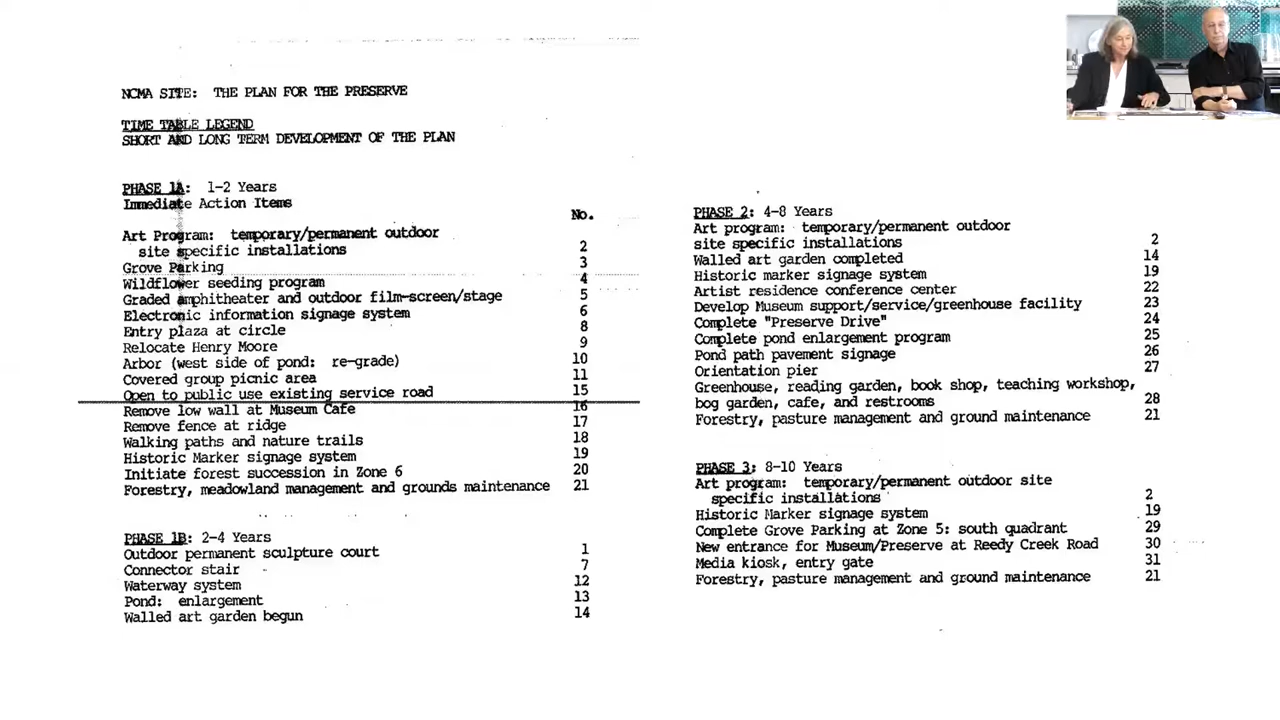 NCMA SITE: THE PLAN FOR THE PRESERVE
TIME TABLE LEGEND
SHORT AND LONG TERM DEVELOPMENT OF THE PLAN
PHASE 1A: 1-2 Years
Immediate Action Items
No.
Art Program: temporary/permanent outdoor
site specific installations 2
Grove Parking 3
Wildflower seeding program 4
Graded amphitheater and outdoor film-screen/stage 5
Electronic information signage system 6
Entry plaza at circle 8
Relocate Henry Moore 9
Arbor (west side of pond: re-grade) 10
Covered group picnic area 11
Open to public use existing service road 15
Remove low wall at Museum Cafe 16
Remove fence at ridge 17
Walking paths and nature trails 18
Historic Marker signage system 19
Initiate forest succession in Zone 6 20
Forestry, meadowland management and grounds maintenance 21
PHASE 1B: 2-4 Years
Outdoor permanent sculpture court 1
Connector stair 7
Waterway system 12
Pond: enlargement 13
Walled art garden begun 14
PHASE 2: 4-8 Years
Art program: temporary/permanent outdoor
site specific installations 2
Walled art garden completed 14
Historic marker signage system 19
Artist residence conference center 22
Develop Museum support/service/greenhouse facility 23
Complete "Preserve Drive" 24
Complete pond enlargement program 25
Pond path pavement signage 26
Orientation pier 27
Greenhouse, reading garden, book shop, teaching workshop,
bog garden, cafe, and restrooms 28
Forestry, pasture management and ground maintenance 21
PHASE 3: 8-10 Years
Art program: temporary/permanent outdoor site
specific installations 2
Historic Marker signage system 19
Complete Grove Parking at Zone 5: south quadrant 29
New entrance for Museum/Preserve at Reedy Creek Road 30
Media kiosk, entry gate 31
Forestry, pasture management and ground maintenance 21